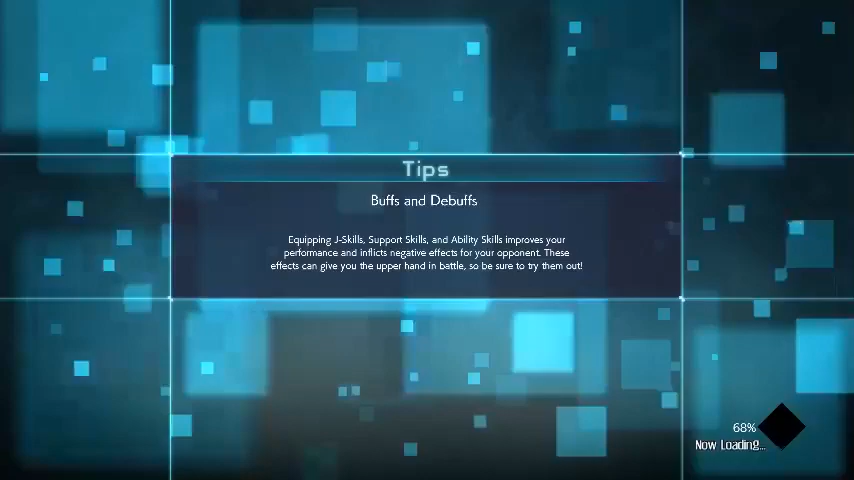 Tips
Buffs and Debuffs
Equipping J-Skills, Support Skills, and Ability Skills improves your
performance and inflicts negative effects for your opponent. These
effects can give you the upper hand in battle, so be sure to try them out!
68%
Now Loading...